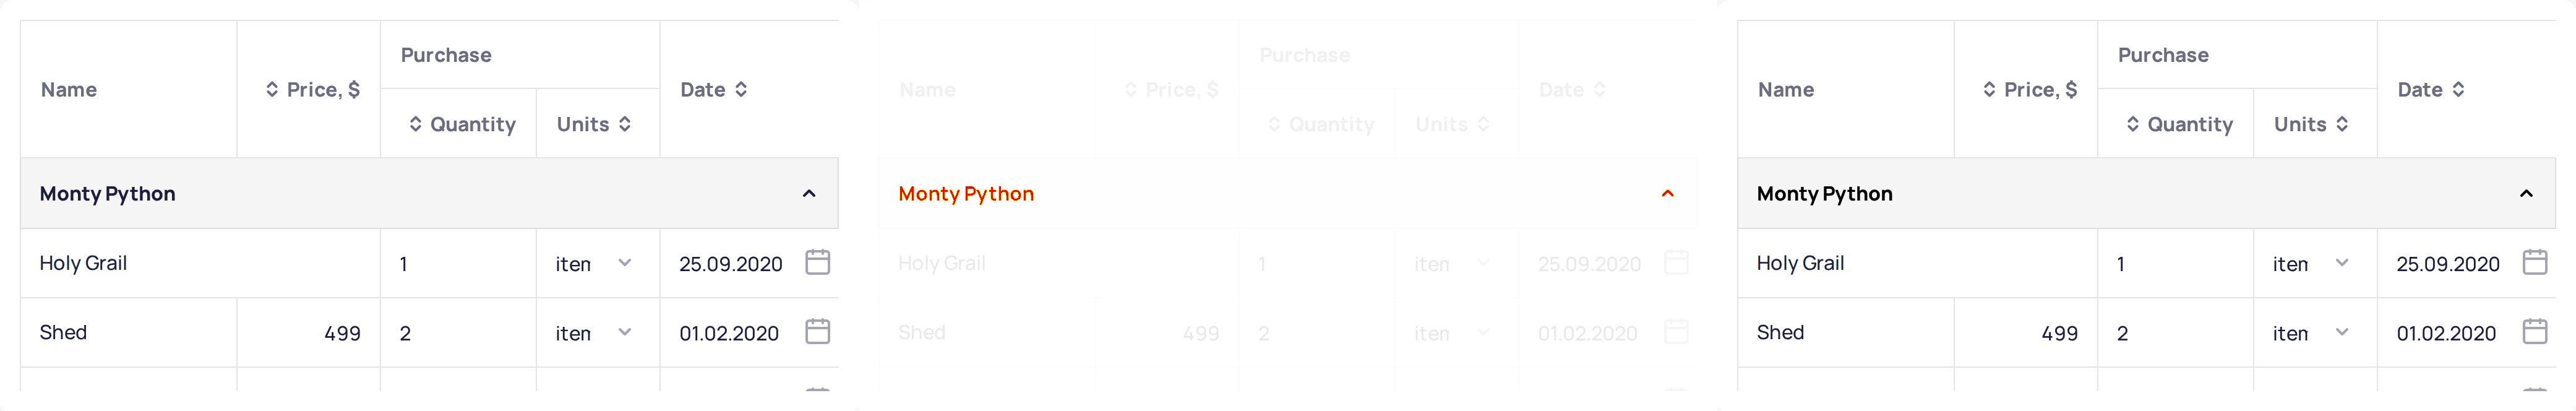 Purchase
Name Price, $ Date
Quantity Units
Monty Python
Holy Grail 1 iten 25.09.2020
Shed 499 2 iten 01.02.2020
Purchase
Name Price, $ Date
Quantity Units
Monty Python
Holy Grail 1 iten 25.09.2020
Shed 499 2 iten 01.02.2020
Purchase
Name Price, $ Date
Quantity Units
Monty Python
Holy Grail 1 iten 25.09.2020
Shed 499 2 iten 01.02.2020